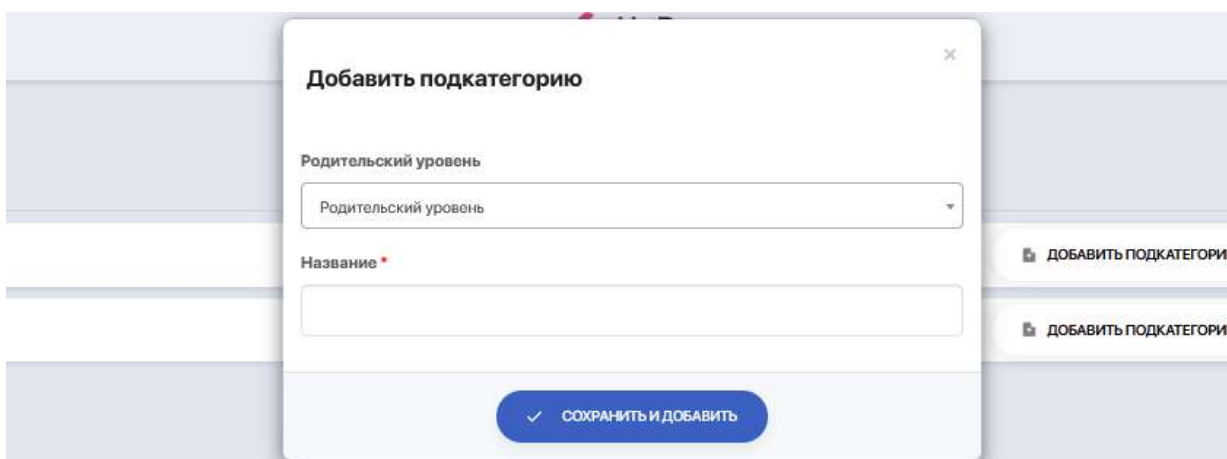 Добавить подкатегорию
Родительский уровень
Родительский уровень
Название *
ДОБАВИТЬ ПОДКАТЕГОРИ
ДОБАВИТЬ ПОДКАТЕГОРИ
СОХРАНИТЬ И ДОБАВИТЬ